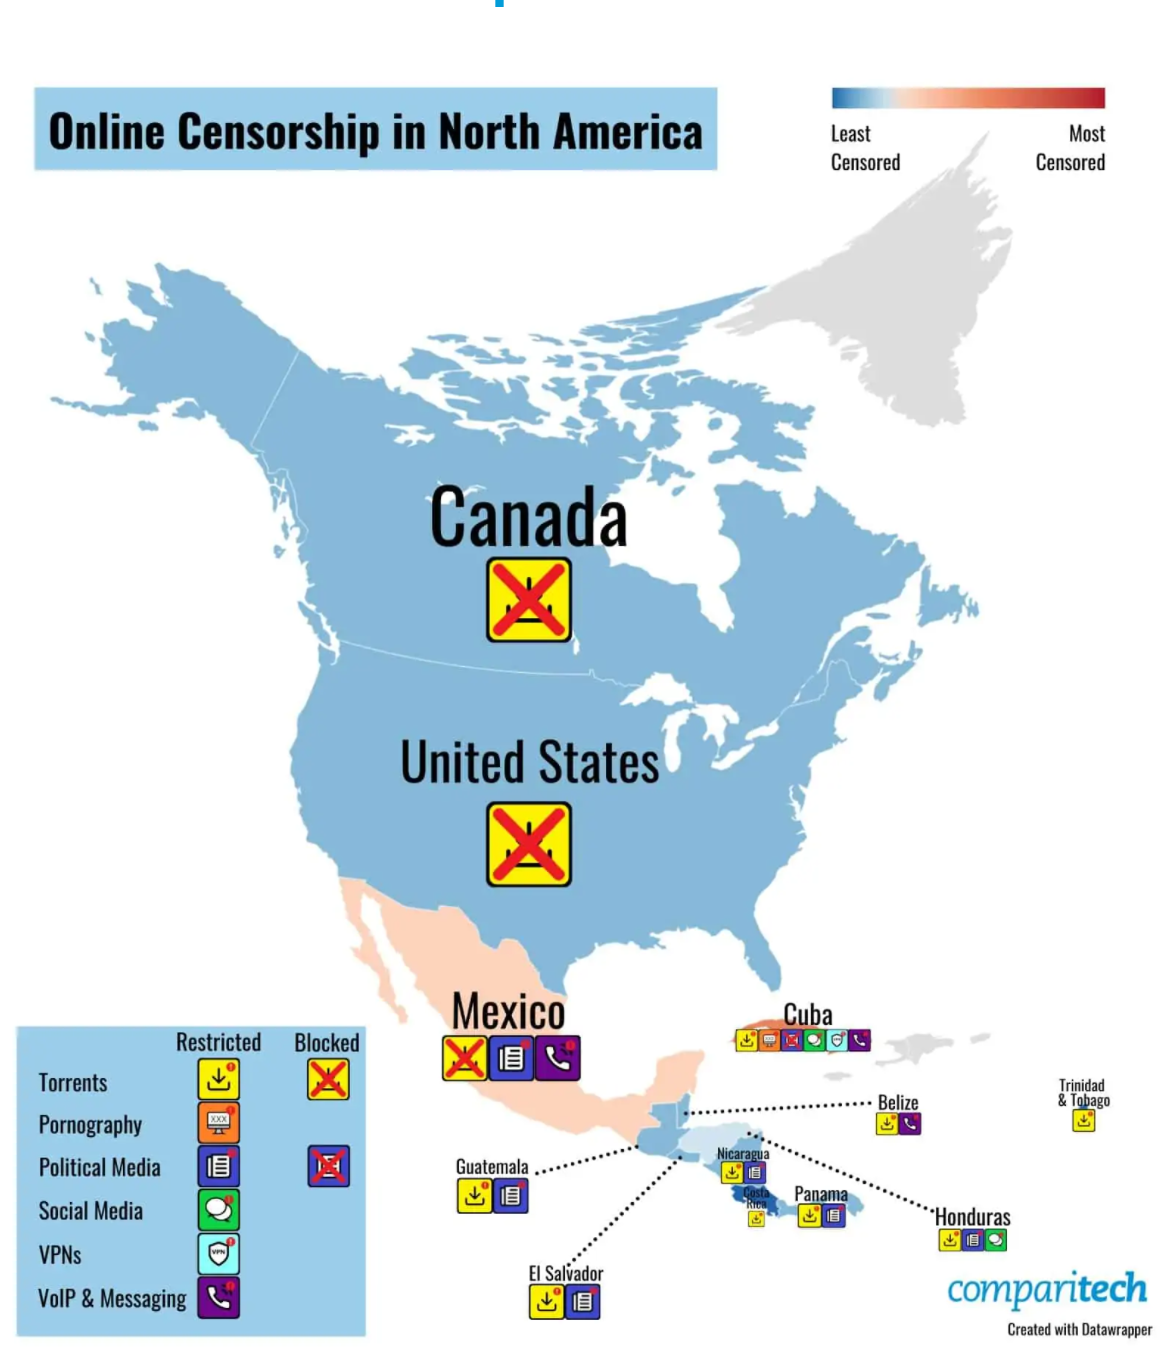 Online Censorship in North America
Least
Censored
Most
Censored
Canada
United States
Mexico
Cuba
Belize
Trinidad
& Tobago
Guatemala
Nicaragua
Costa
Rica
Panama
Honduras
El Salvador
Restricted
Blocked
Torrents
Pornography
XXX
Political Media
Social Media
VPNs
VPN
VoIP & Messaging
comparitech
Created with Datawrapper